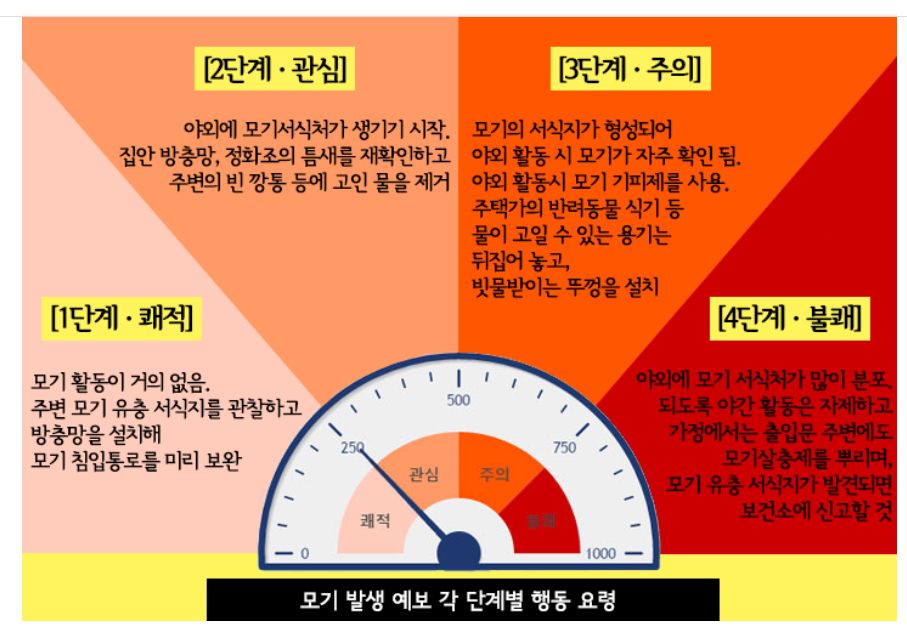 [2단계 · 관심]
야외에 모기서식처가 생기기 시작.
집안 방충망, 정화조의 틈새를 재확인하고
주변의 빈 깡통 등에 고인 물을 제거
[3단계 · 주의]
모기의 서식지가 형성되어
야외 활동 시 모기가 자주 확인 됨.
야외 활동시 모기 기피제를 사용.
주택가의 반려동물 식기 등
물이 고일 수 있는 용기는
뒤집어 놓고,
빗물받이는 뚜껑을 설치
[1단계 · 쾌적]
모기 활동이 거의 없음.
주변 모기 유충 서식지를 관찰하고
방충망을 설치해
모기 침입통로를 미리 보완
[4단계 · 불쾌]
야외에 모기 서식처가 많이 분포.
되도록 야간 활동은 자제하고
가정에서는 출입문 주변에도
모기살충제를 뿌리며,
모기 유충 서식지가 발견되면
보건소에 신고할 것
0
250
500
750
1000
쾌적
관심
주의
불쾌
모기 발생 예보 각 단계별 행동 요령